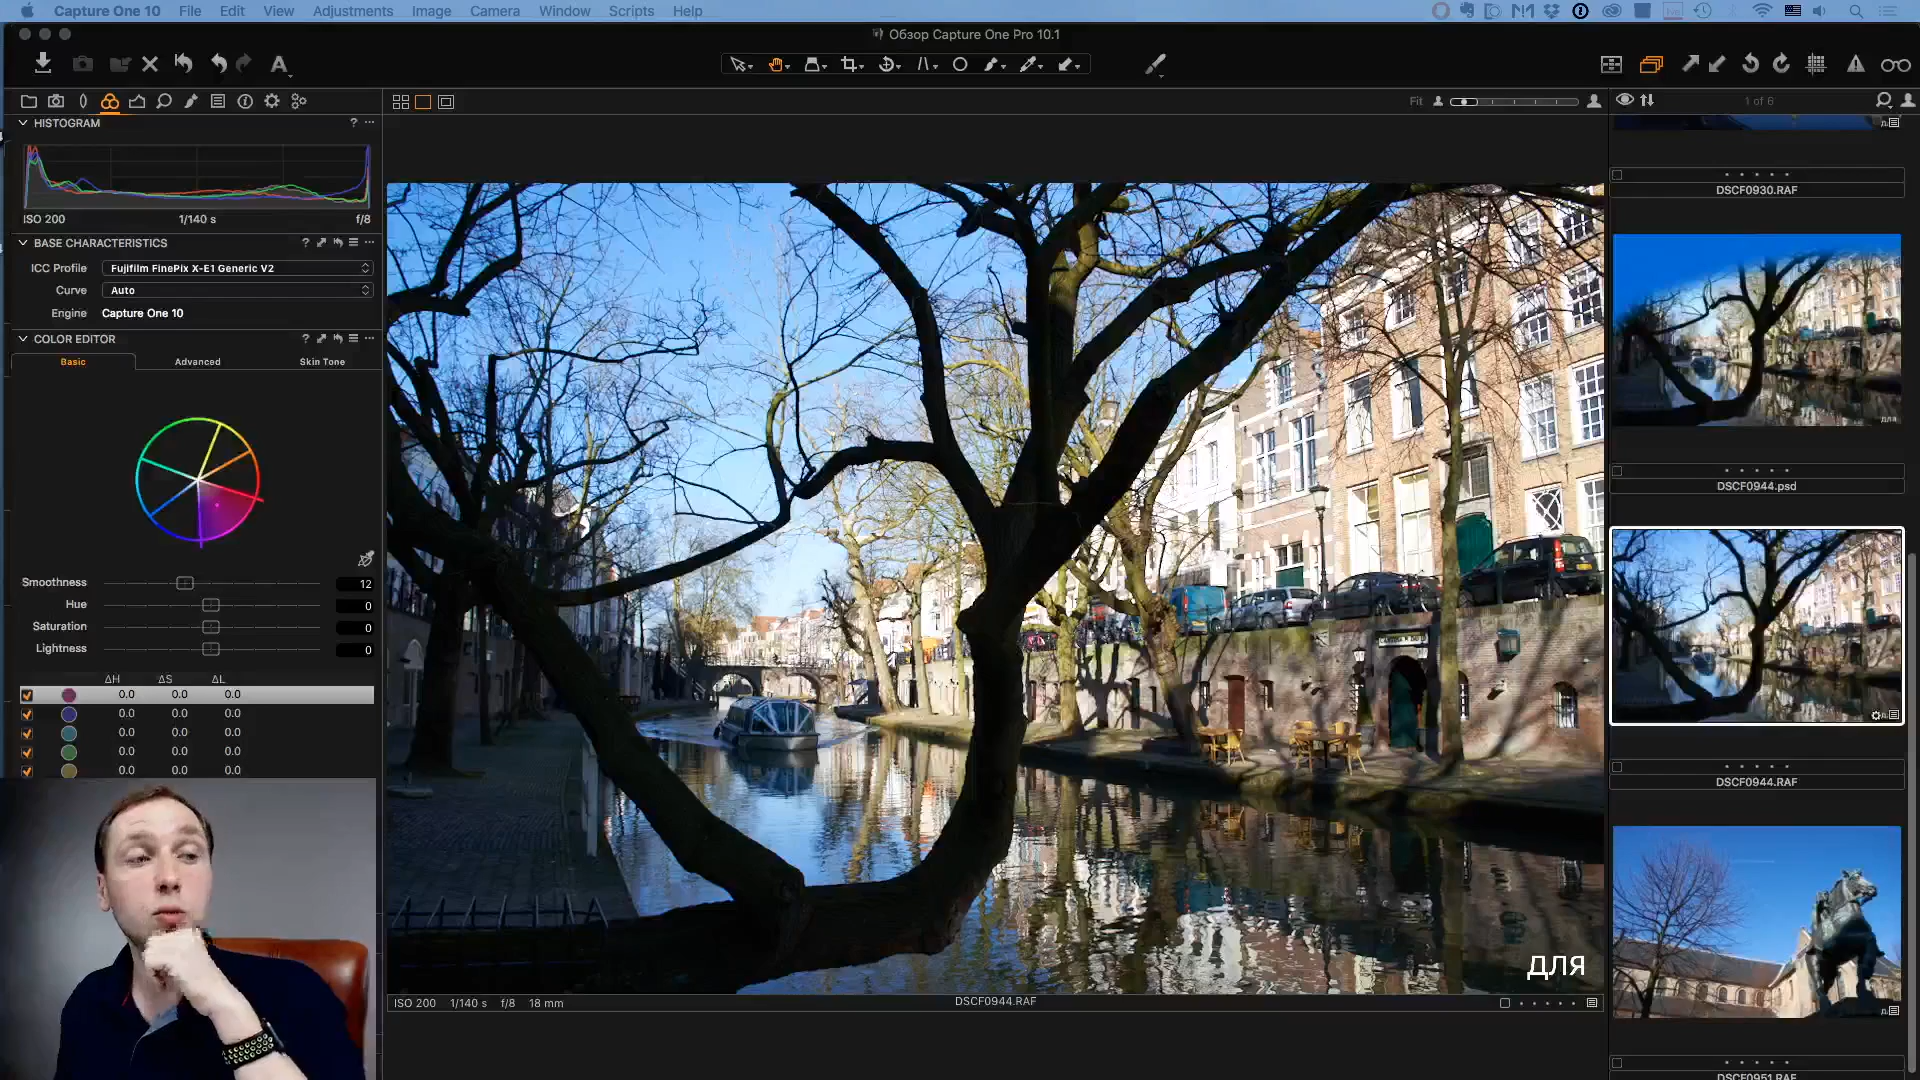 Capture One 10 File Edit View Adjustments Image Camera Window Scripts Help
Обзор Capture One Pro 10.1
Fit
1 of 6
HISTOGRAM ?
ISO 200 1/140 s f/8
BASE CHARACTERISTICS ?
ICC Profile Fujifilm FinePix X-E1 Generic V2
Curve Auto
Engine Capture One 10
COLOR EDITOR ?
Basic Advanced Skin Tone
Smoothness 12
Hue 0
Saturation 0
Lightness 0
ΔH ΔS ΔL
0.0 0.0 0.0
0.0 0.0 0.0
0.0 0.0 0.0
0.0 0.0 0.0
0.0 0.0 0.0
для
ISO 200 1/140 s f/8 18 mm DSCF0944.RAF
DSCF0930.RAF
DSCF0944.psd
DSCF0944.RAF
DSCF0951.RAF